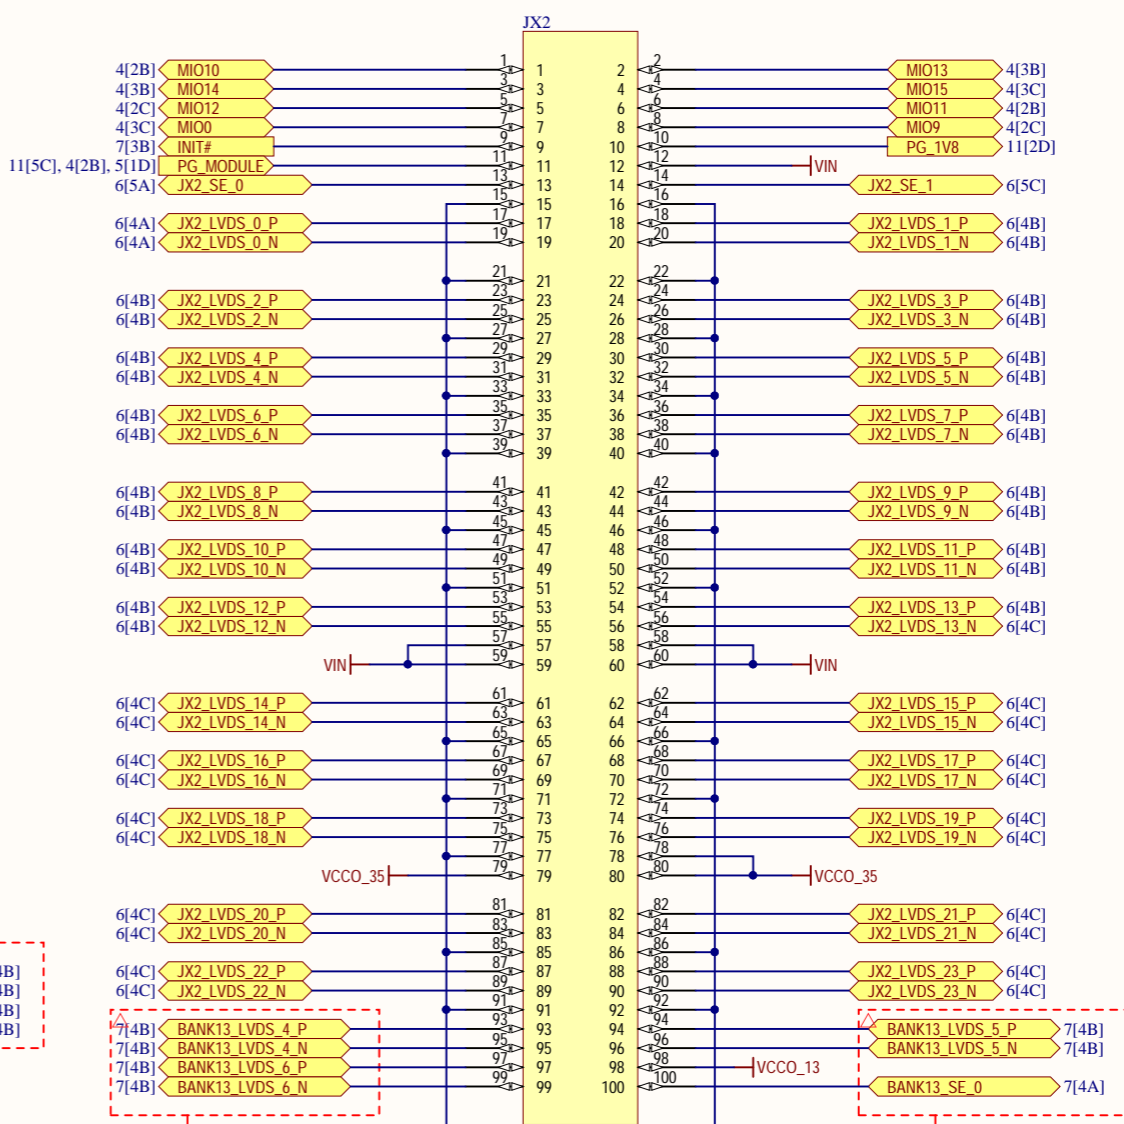 JX2
4[2B] MIO10 1 1 2 2 MIO13 4[3B]
4[3B] MIO14 3 3 4 4 MIO15 4[3C]
4[2C] MIO12 5 5 6 6 MIO11 4[2B]
4[3C] MIO0 7 7 8 8 MIO9 4[2C]
7[3B] INIT# 9 9 10 10 PG_1V8 11[2D]
11[5C], 4[2B], 5[1D] PG_MODULE 11 11 12 12 VIN
6[5A] JX2_SE_0 13 13 14 14 JX2_SE_1 6[5C]
15 15 16 16
6[4A] JX2_LVDS_0_P 17 17 18 18 JX2_LVDS_1_P 6[4B]
6[4A] JX2_LVDS_0_N 19 19 20 20 JX2_LVDS_1_N 6[4B]
21 21 22 22
6[4B] JX2_LVDS_2_P 23 23 24 24 JX2_LVDS_3_P 6[4B]
6[4B] JX2_LVDS_2_N 25 25 26 26 JX2_LVDS_3_N 6[4B]
27 27 28 28
6[4B] JX2_LVDS_4_P 29 29 30 30 JX2_LVDS_5_P 6[4B]
6[4B] JX2_LVDS_4_N 31 31 32 32 JX2_LVDS_5_N 6[4B]
33 33 34 34
6[4B] JX2_LVDS_6_P 35 35 36 36 JX2_LVDS_7_P 6[4B]
6[4B] JX2_LVDS_6_N 37 37 38 38 JX2_LVDS_7_N 6[4B]
39 39 40 40
6[4B] JX2_LVDS_8_P 41 41 42 42 JX2_LVDS_9_P 6[4B]
6[4B] JX2_LVDS_8_N 43 43 44 44 JX2_LVDS_9_N 6[4B]
45 45 46 46
6[4B] JX2_LVDS_10_P 47 47 48 48 JX2_LVDS_11_P 6[4B]
6[4B] JX2_LVDS_10_N 49 49 50 50 JX2_LVDS_11_N 6[4B]
51 51 52 52
6[4B] JX2_LVDS_12_P 53 53 54 54 JX2_LVDS_13_P 6[4B]
6[4B] JX2_LVDS_12_N 55 55 56 56 JX2_LVDS_13_N 6[4C]
57 57 58 58
VIN 59 59 60 60 VIN
6[4C] JX2_LVDS_14_P 61 61 62 62 JX2_LVDS_15_P 6[4C]
6[4C] JX2_LVDS_14_N 63 63 64 64 JX2_LVDS_15_N 6[4C]
65 65 66 66
6[4C] JX2_LVDS_16_P 67 67 68 68 JX2_LVDS_17_P 6[4C]
6[4C] JX2_LVDS_16_N 69 69 70 70 JX2_LVDS_17_N 6[4C]
71 71 72 72
6[4C] JX2_LVDS_18_P 73 73 74 74 JX2_LVDS_19_P 6[4C]
6[4C] JX2_LVDS_18_N 75 75 76 76 JX2_LVDS_19_N 6[4C]
77 77 78 78
VCCO_35 79 79 80 80 VCCO_35
6[4C] JX2_LVDS_20_P 81 81 82 82 JX2_LVDS_21_P 6[4C]
6[4C] JX2_LVDS_20_N 83 83 84 84 JX2_LVDS_21_N 6[4C]
85 85 86 86
4B] 6[4C] JX2_LVDS_22_P 87 87 88 88 JX2_LVDS_23_P 6[4C]
4B] 6[4C] JX2_LVDS_22_N 89 89 90 90 JX2_LVDS_23_N 6[4C]
4B] 91 91 92 92
4B] 7[4B] BANK13_LVDS_4_P 93 93 94 94 BANK13_LVDS_5_P 7[4B]
7[4B] BANK13_LVDS_4_N 95 95 96 96 BANK13_LVDS_5_N 7[4B]
7[4B] BANK13_LVDS_6_P 97 97 98 98 VCCO_13
7[4B] BANK13_LVDS_6_N 99 99 100 100 BANK13_SE_0 7[4A]